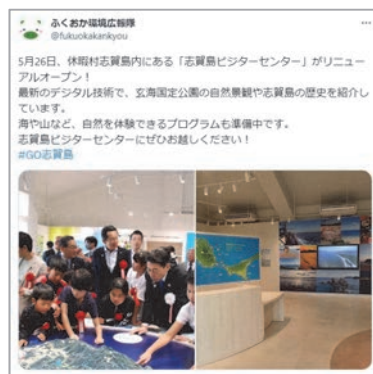 ふくおか環境広報隊
@fukuokakankyou
5月26日、休暇村志賀島内にある「志賀島ビジターセンター」がリニュー
アルオープン！
最新のデジタル技術で、玄海国定公園の自然景観や志賀島の歴史を紹介し
ています。
海や山など、自然を体験できるプログラムも準備中です。
志賀島ビジターセンターにぜひお越しください！
#GO志賀島